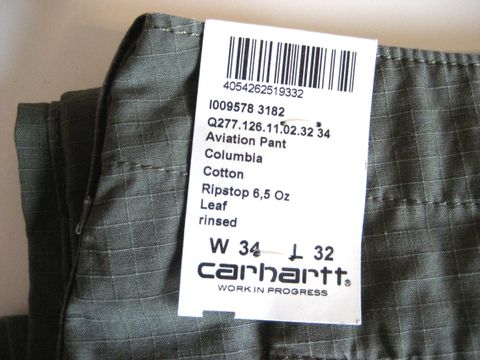 4054262519332
I009578 3182
Q277.126.11.02.32 34
Aviation Pant
Columbia
Cotton
Ripstop 6,5 Oz
Leaf
rinsed
W 34 L 32
carhartt®
WORK IN PROGRESS